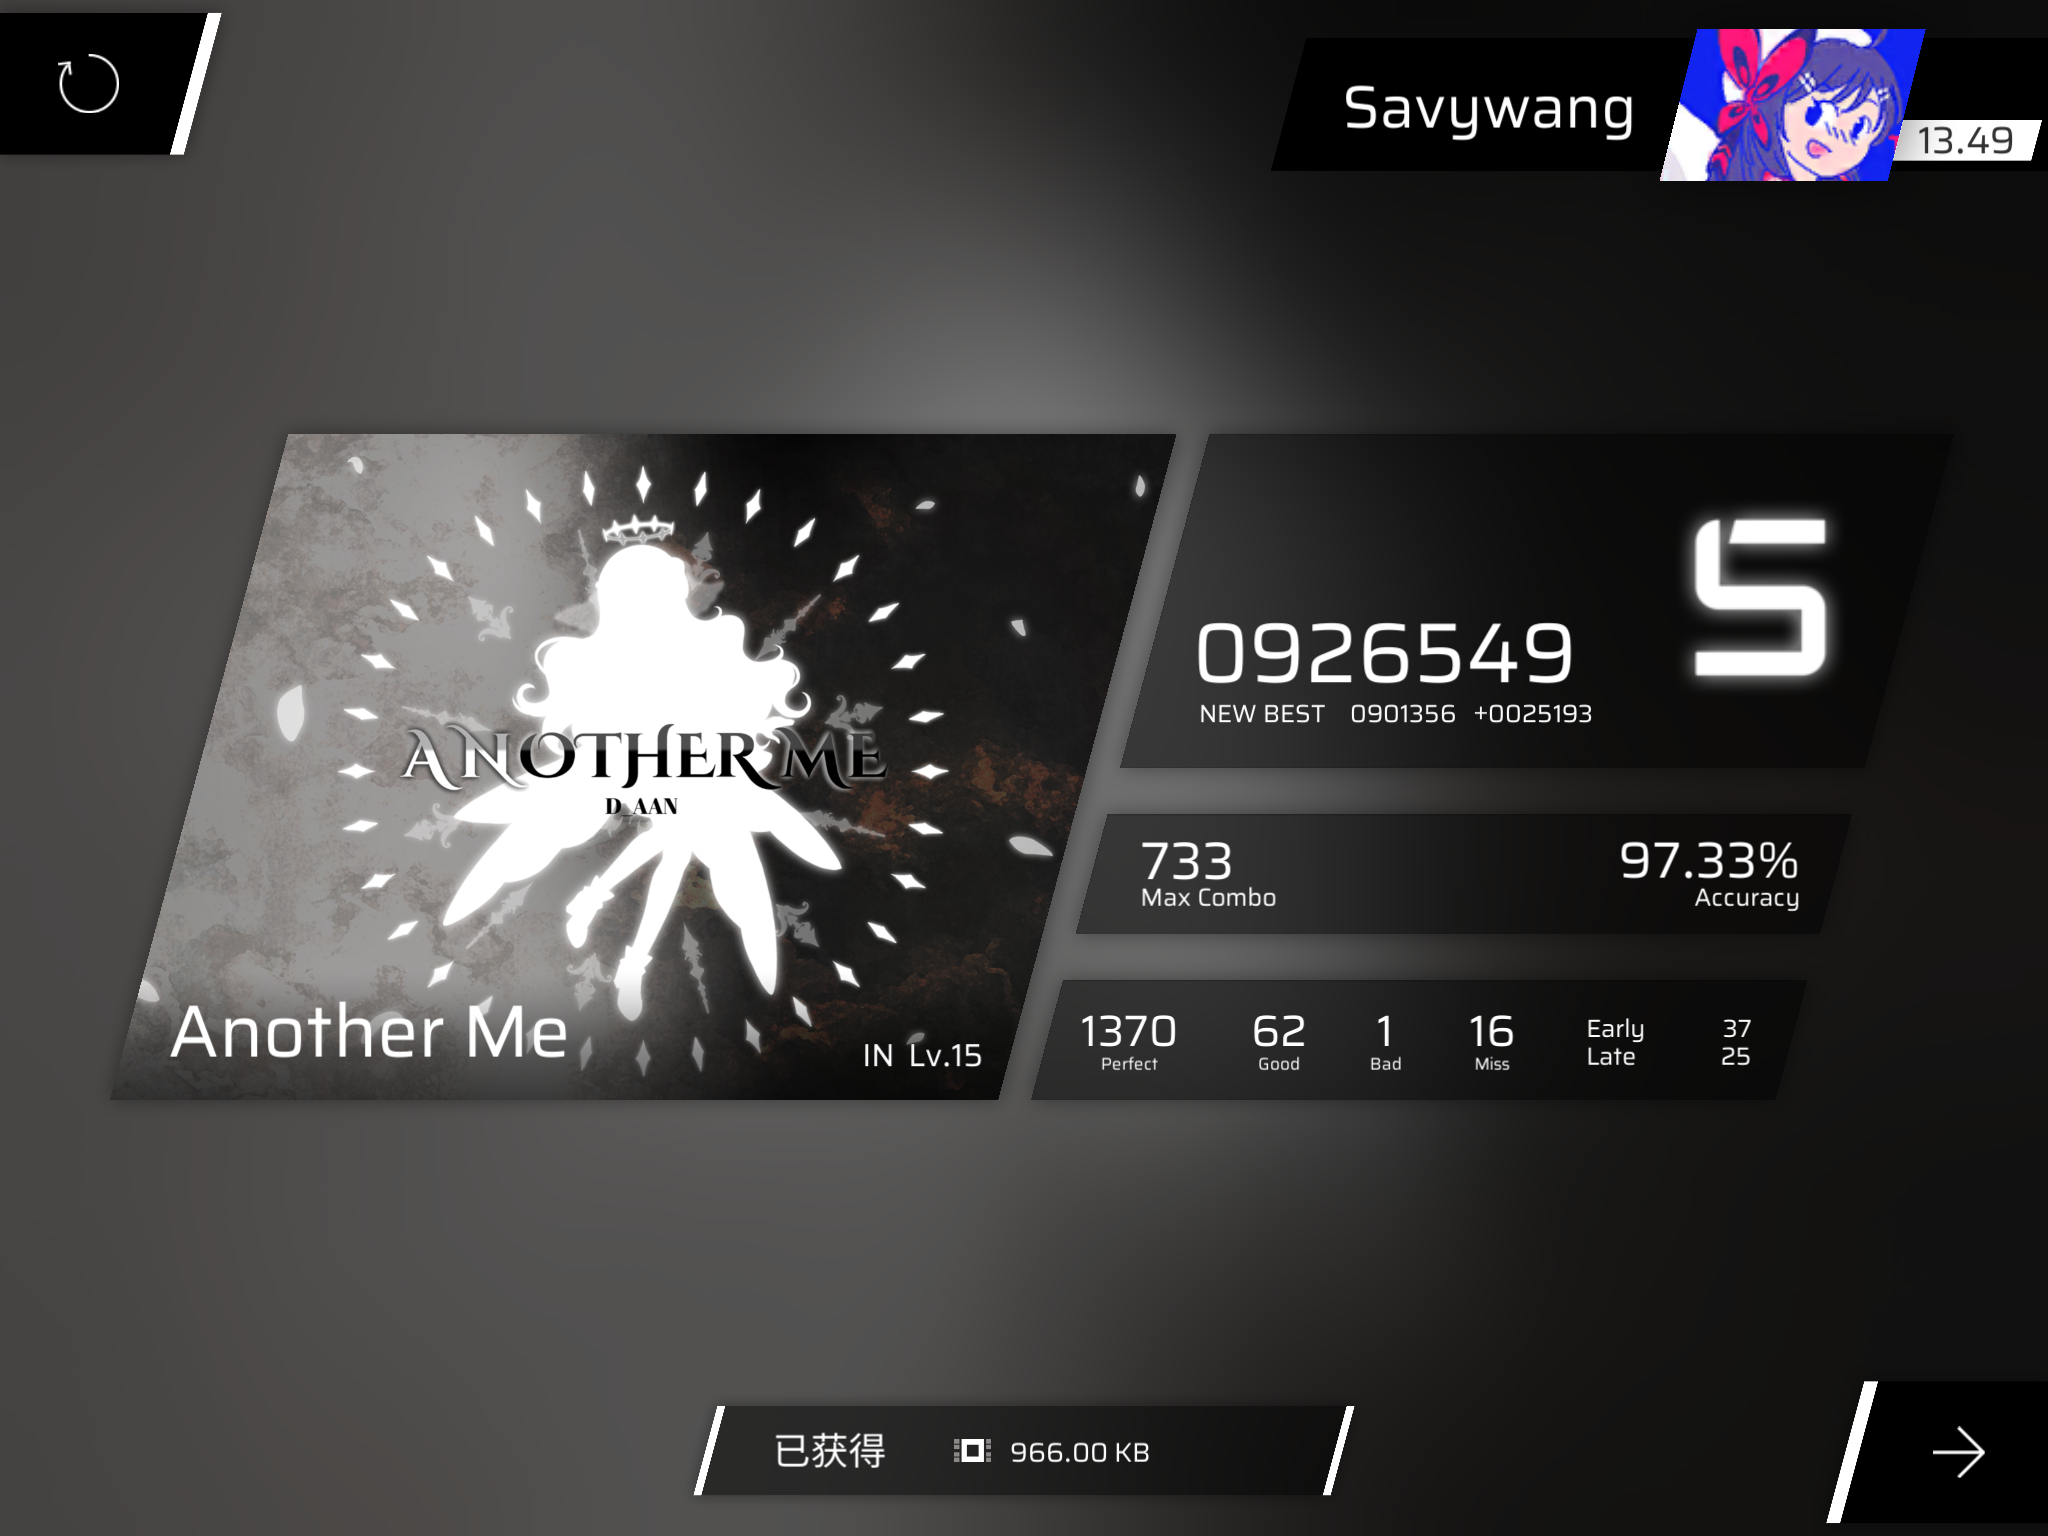 Savywang
13.49
ANOTHER ME
D_AAN
Another Me
IN Lv.15
S
0926549
NEW BEST 0901356 +0025193
733
Max Combo
97.33%
Accuracy
1370
Perfect
62
Good
1
Bad
16
Miss
Early 37
Late 25
已获得 966.00 KB